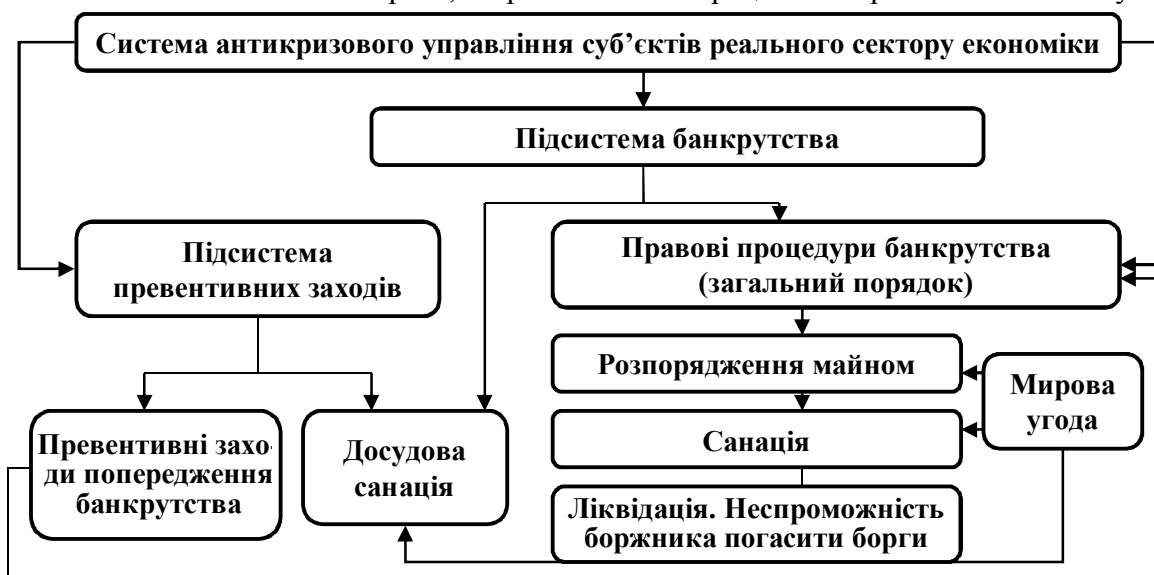 Система антикризового управління суб’єктів реального сектору економіки
Підсистема банкрутства
Підсистема
превентивних заходів
Правові процедури банкрутства
(загальний порядок)
Розпорядження майном
Мирова
угода
Превентивні захо-
ди попередження
банкрутства
Досудова
санація
Санація
Ліквідація. Неспроможність
боржника погасити борги